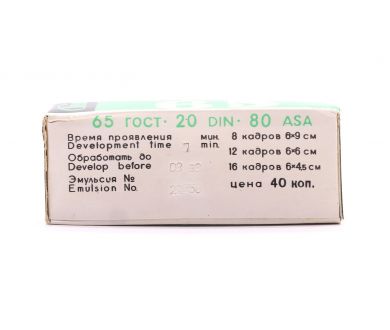 65 ГОСТ · 20 DIN · 80 ASA
Время проявления
Development time 7
мин.
min.
Обработать до
Develop before
Эмульсия №
Emulsion No.
8 кадров 6×9 см
12 кадров 6×6 см
16 кадров 6×4,5 см
цена 40 коп.